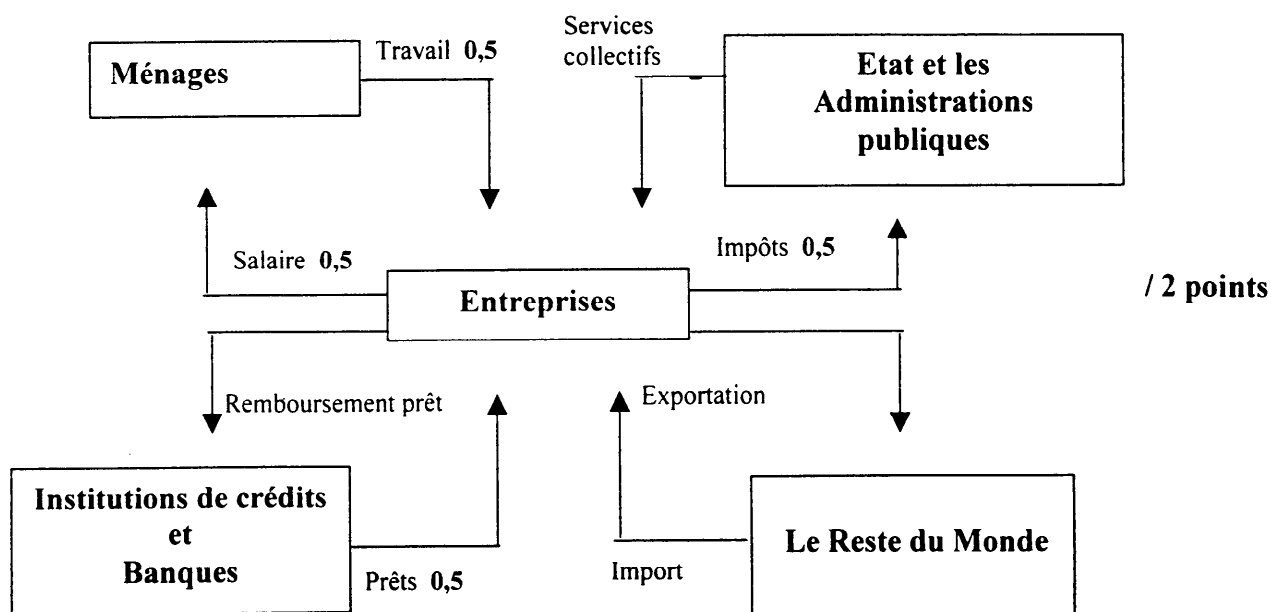 Services
collectifs
Travail 0,5
Ménages
Etat et les
Administrations
publiques
Salaire 0,5
Impôts 0,5
Entreprises
/ 2 points
Remboursement prêt
Exportation
Institutions de crédits
et
Banques
Le Reste du Monde
Prêts 0,5
Import